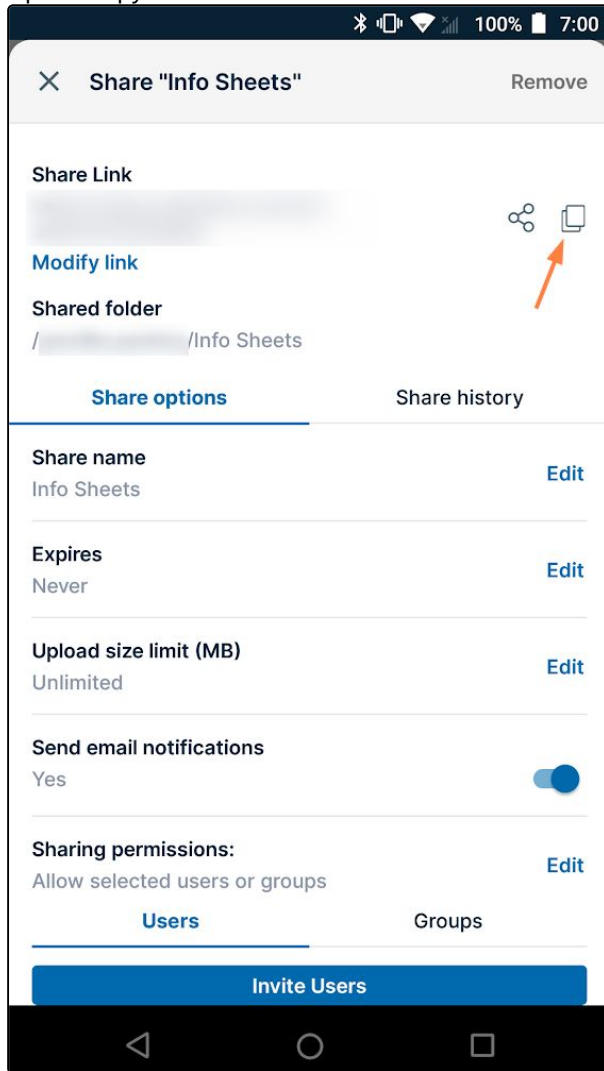 100% 7:00
Share "Info Sheets" Remove
Share Link
Modify link
Shared folder
/ /Info Sheets
Share options Share history
Share name
Info Sheets
Edit
Expires
Never
Edit
Upload size limit (MB)
Unlimited
Edit
Send email notifications
Yes
Sharing permissions:
Allow selected users or groups
Edit
Users Groups
Invite Users